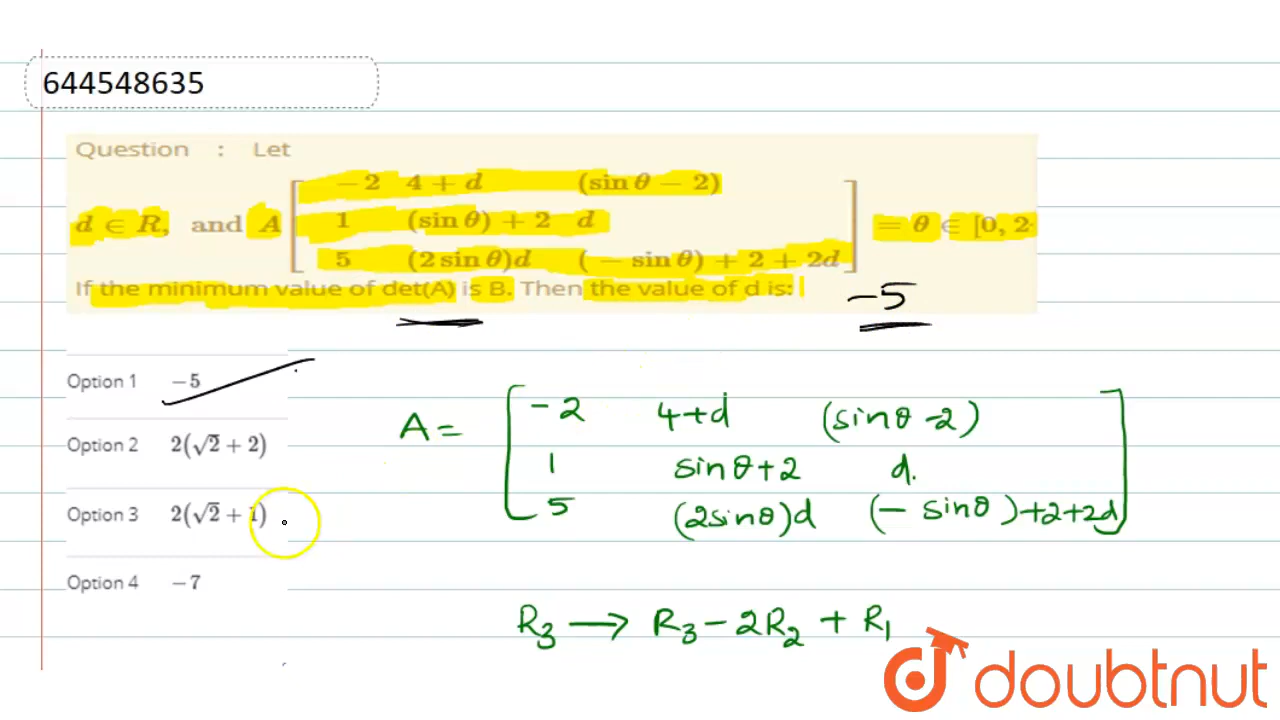 644548635
Question : Let
−2 4 + d (sin θ − 2)
d ∈ R, and A 1 (sin θ) + 2 d = θ ∈ [0, 2
5 (2 sin θ)d ( − sin θ) + 2 + 2d
If the minimum value of det(A) is B. Then the value of d is:
−5
Option 1 −5
Option 2 2(√2 + 2)
Option 3 2(√2 + 1)
Option 4 −7
A = −2 4+d (sinθ −2)
1 sinθ+2 d.
5 (2sinθ)d (− sinθ)+2+2d
R3 → R3 − 2R2 + R1
doubtnut